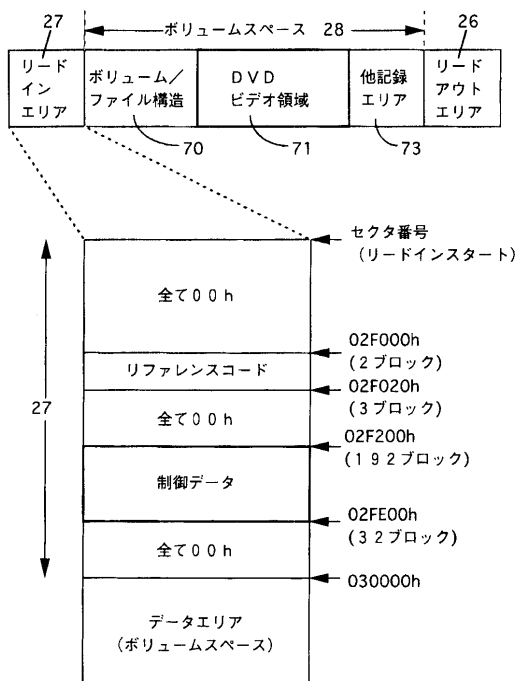 27
ボリュームスペース 28
26
リード
イン
エリア
ボリューム／
ファイル構造
ＤＶＤ
ビデオ領域
他記録
エリア
リード
アウト
エリア
70
71
73
セクタ番号
（リードインスタート）
全て００ｈ
02F000h
(２ブロック)
リファレンスコード
02F020h
(３ブロック)
27
全て００ｈ
02F200h
(１９２ブロック)
制御データ
02FE00h
(３２ブロック)
全て００ｈ
030000h
データエリア
（ボリュームスペース）